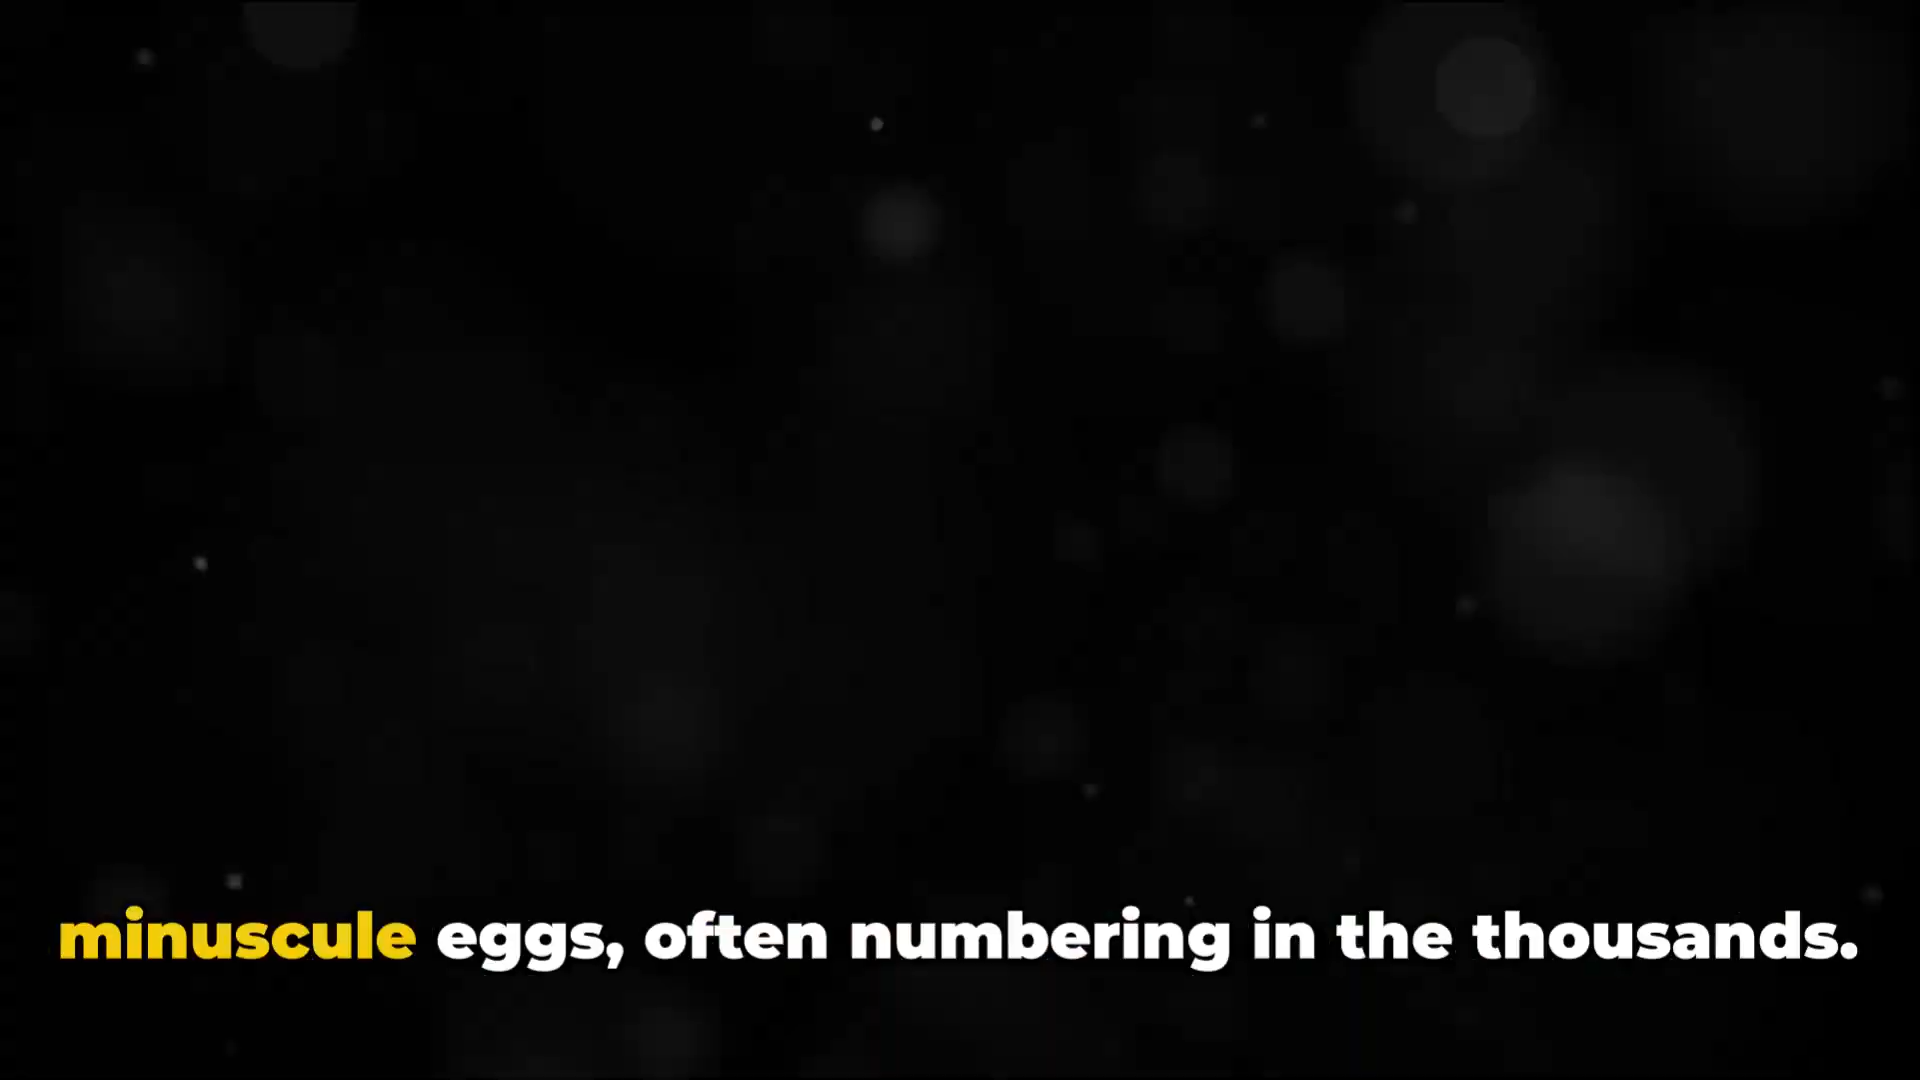 minuscule eggs, often numbering in the thousands.